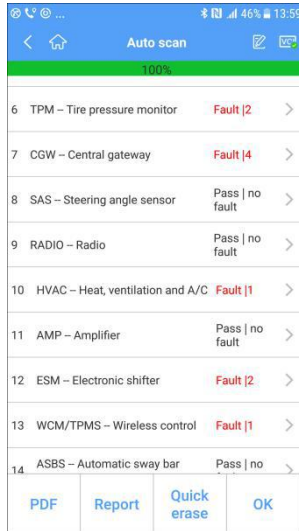 46% 13:59
Auto scan
VCI
100%
6 TPM – Tire pressure monitor Fault |2
7 CGW – Central gateway Fault |4
8 SAS – Steering angle sensor Pass | no
fault
9 RADIO – Radio Pass | no
fault
10 HVAC – Heat, ventilation and A/C Fault |1
11 AMP – Amplifier Pass | no
fault
12 ESM – Electronic shifter Fault |2
13 WCM/TPMS – Wireless control Fault |1
14 ASBS – Automatic sway bar Pass | no
PDF Report Quick
erase OK